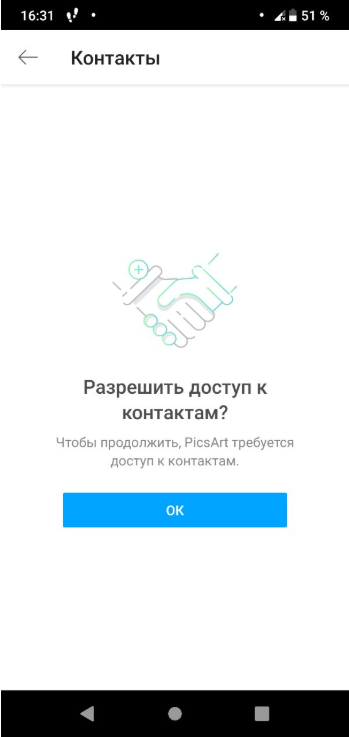 16:31
51 %
Контакты
Разрешить доступ к
контактам?
Чтобы продолжить, PicsArt требуется
доступ к контактам.
ОК